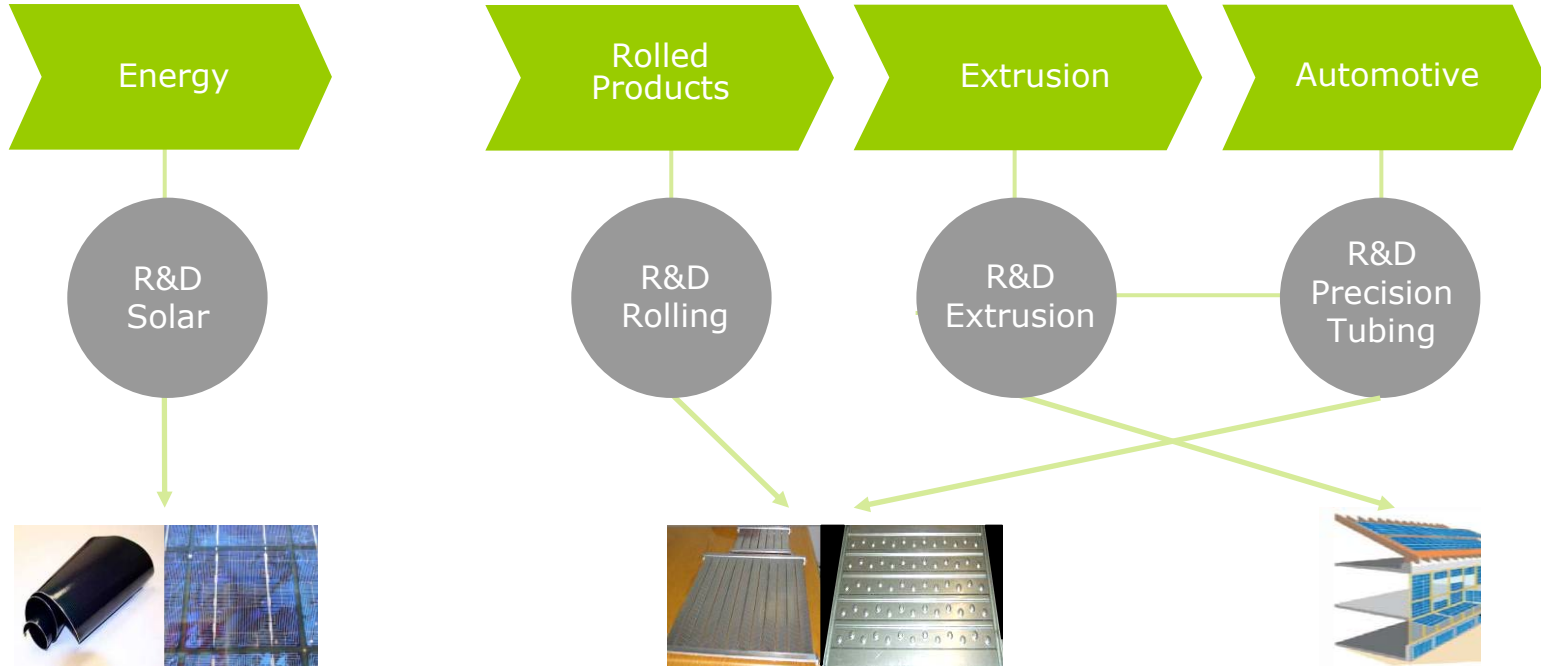 Energy
Rolled
Products
Extrusion
Automotive
R&D
Solar
R&D
Rolling
R&D
Extrusion
R&D
Precision
Tubing